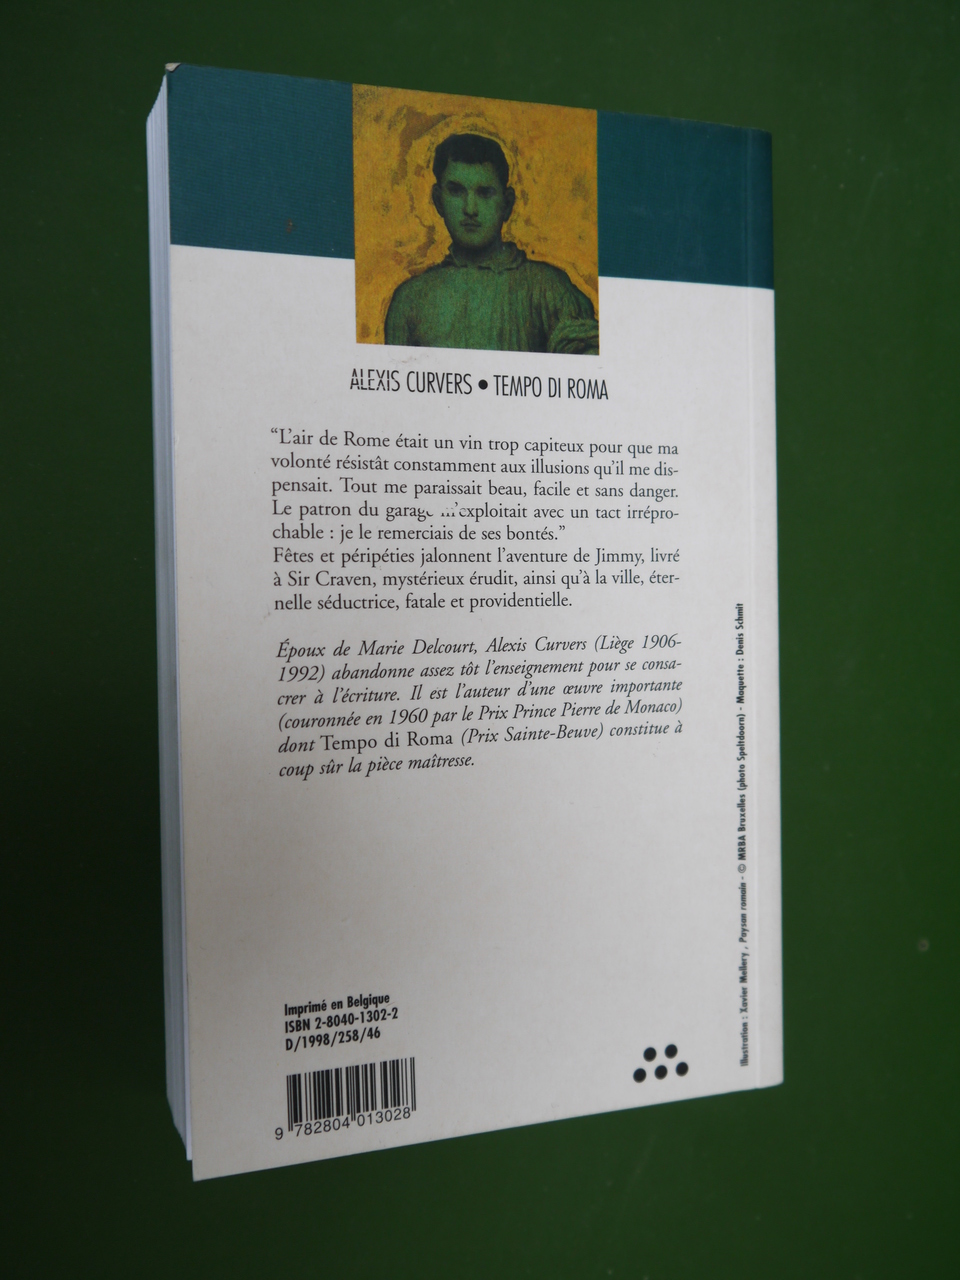 ALEXIS CURVERS • TEMPO DI ROMA
“L’air de Rome était un vin trop capiteux pour que ma
volonté résistât constamment aux illusions qu’il me dis-
pensait. Tout me paraissait beau, facile et sans danger.
Le patron du garage m’exploitait avec un tact irrépro-
chable : je le remerciais de ses bontés.”
Fêtes et péripéties jalonnent l’aventure de Jimmy, livré
à Sir Craven, mystérieux érudit, ainsi qu’à la ville, éter-
nelle séductrice, fatale et providentielle.
Époux de Marie Delcourt, Alexis Curvers (Liège 1906-
1992) abandonne assez tôt l’enseignement pour se consa-
crer à l’écriture. Il est l’auteur d’une œuvre importante
(couronnée en 1960 par le Prix Prince Pierre de Monaco)
dont Tempo di Roma (Prix Sainte-Beuve) constitue à
coup sûr la pièce maîtresse.
Imprimé en Belgique
ISBN 2-8040-1302-2
D/1998/258/46
9 782804 013028
Illustration : Xavier Mellery, Paysan romain - © MRBA Bruxelles (photo Speltdoorn) - Maquette : Denis Schmit